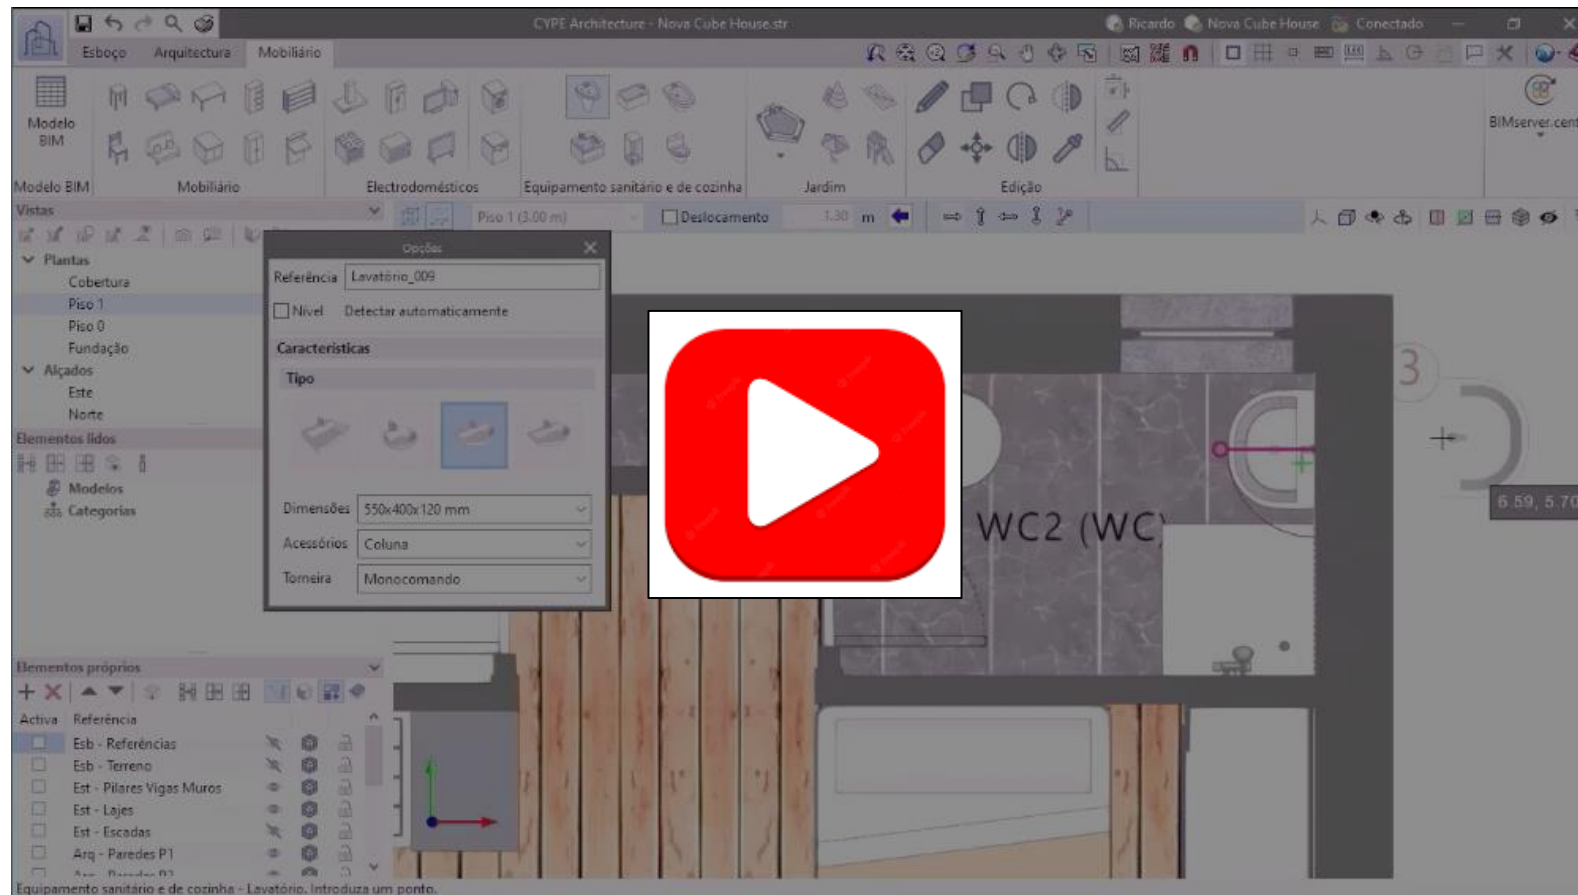 CYPE Architecture - Nova Cube House.str
Ricardo
Nova Cube House
Conectado
Esboço
Arquitectura
Mobiliário
Modelo
BIM
BIMserver.cent
Modelo BIM
Mobiliário
Electrodomésticos
Equipamento sanitário e de cozinha
Jardim
Edição
Vistas
Piso 1 (3.00 m)
Deslocamento
1.30 m
Plantas
Cobertura
Piso 1
Piso 0
Fundação
Alçados
Este
Norte
Elementos lidos
Modelos
Categorias
Opções
Referência
Lavatório_009
Nível
Detectar automaticamente
Características
Tipo
Dimensões
550x400x120 mm
Acessórios
Coluna
Torneira
Monocomando
3
6.59, 5.70
WC2 (WC)
Elementos próprios
Activa
Referência
Esb - Referências
Esb - Terreno
Est - Pilares Vigas Muros
Est - Lajes
Est - Escadas
Arq - Paredes P1
Equipamento sanitário e de cozinha - Lavatório. Introduza um ponto.